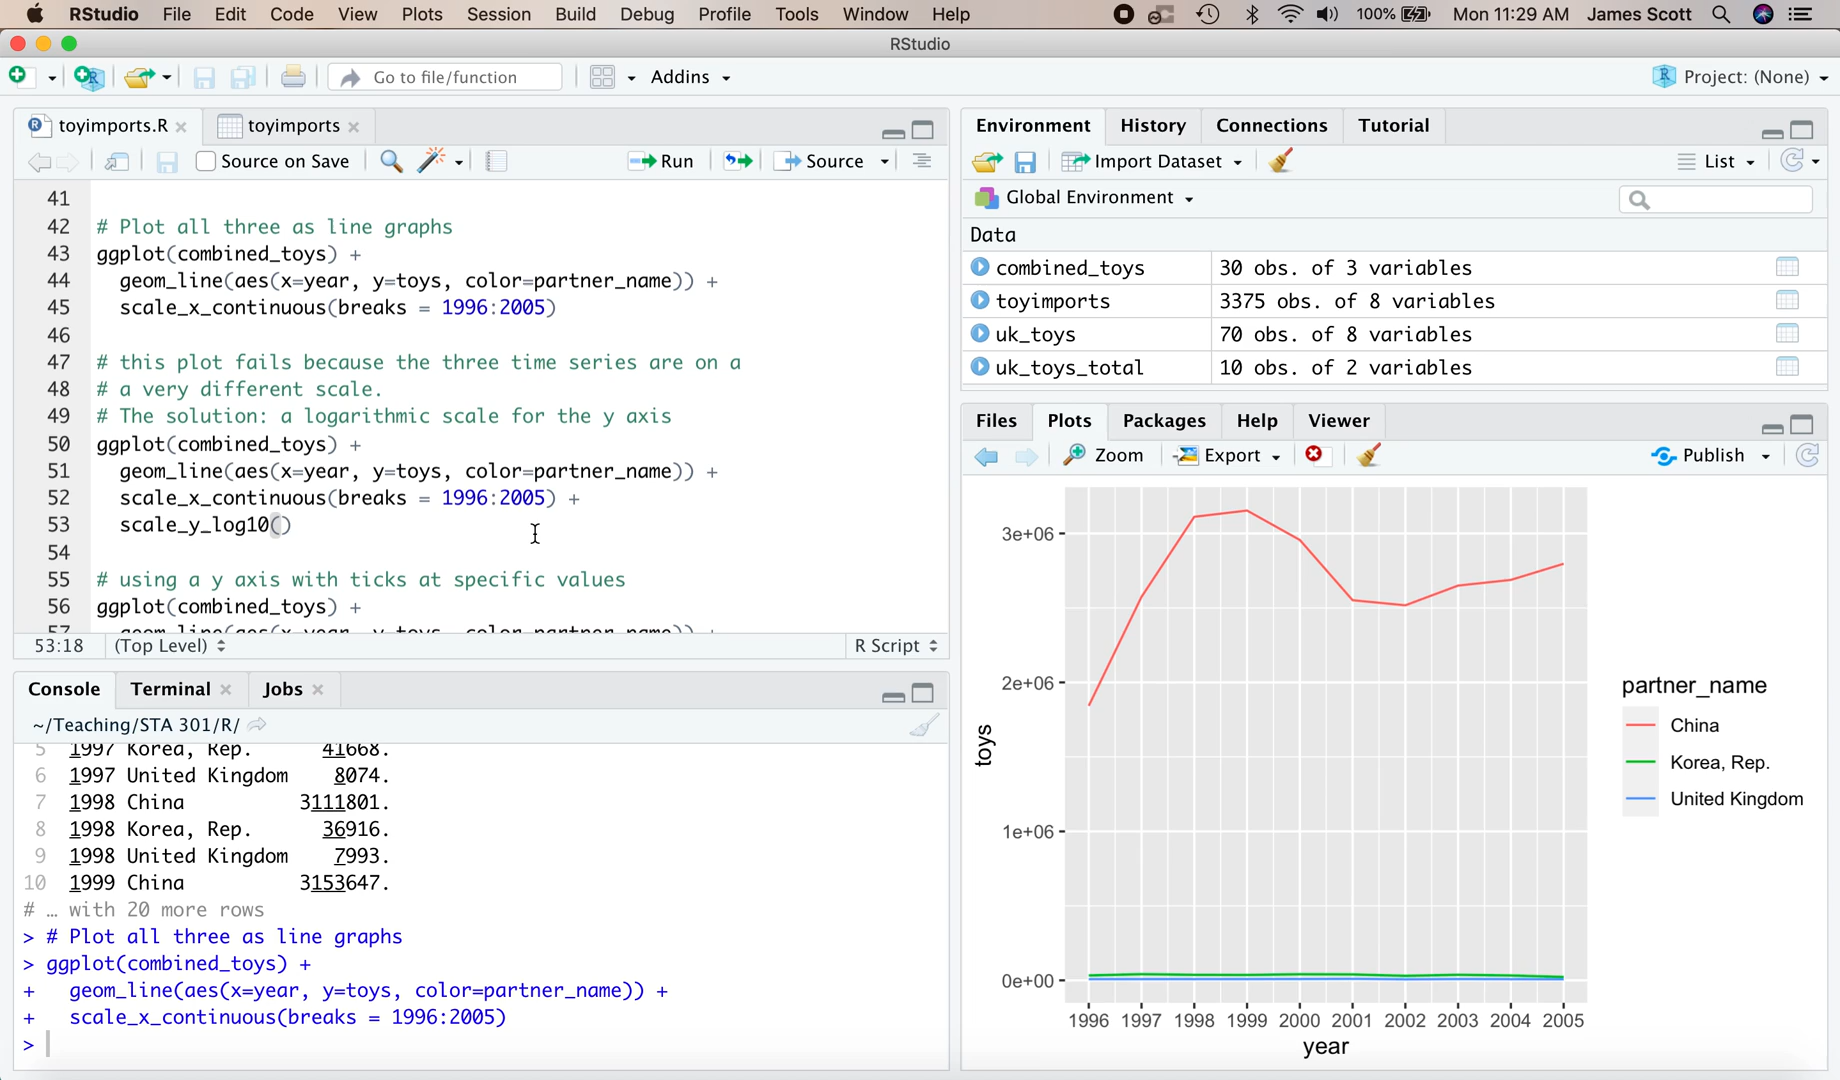 RStudio File Edit Code View Plots Session Build Debug Profile Tools Window Help 100% Mon 11:29 AM James Scott
RStudio
Go to file/function Addins Project: (None)
toyimports.R toyimports
Source on Save Run Source
41
42 # Plot all three as line graphs
43 ggplot(combined_toys) +
44 geom_line(aes(x=year, y=toys, color=partner_name)) +
45 scale_x_continuous(breaks = 1996:2005)
46
47 # this plot fails because the three time series are on a
48 # a very different scale.
49 # The solution: a logarithmic scale for the y axis
50 ggplot(combined_toys) +
51 geom_line(aes(x=year, y=toys, color=partner_name)) +
52 scale_x_continuous(breaks = 1996:2005) +
53 scale_y_log10()
54
55 # using a y axis with ticks at specific values
56 ggplot(combined_toys) +
57 geom_line(aes(x=year, y=toys, color=partner_name)) +
53:18 (Top Level) R Script
Console Terminal Jobs
~/Teaching/STA 301/R/
5 1997 Korea, Rep. 41668.
6 1997 United Kingdom 8074.
7 1998 China 3111801.
8 1998 Korea, Rep. 36916.
9 1998 United Kingdom 7993.
10 1999 China 3153647.
# … with 20 more rows
> # Plot all three as line graphs
> ggplot(combined_toys) +
+ geom_line(aes(x=year, y=toys, color=partner_name)) +
+ scale_x_continuous(breaks = 1996:2005)
>
Environment History Connections Tutorial
Import Dataset List
Global Environment
Data
combined_toys 30 obs. of 3 variables
toyimports 3375 obs. of 8 variables
uk_toys 70 obs. of 8 variables
uk_toys_total 10 obs. of 2 variables
Files Plots Packages Help Viewer
Zoom Export Publish
3e+06
2e+06
1e+06
0e+00
toys
1996 1997 1998 1999 2000 2001 2002 2003 2004 2005
year
partner_name
China
Korea, Rep.
United Kingdom